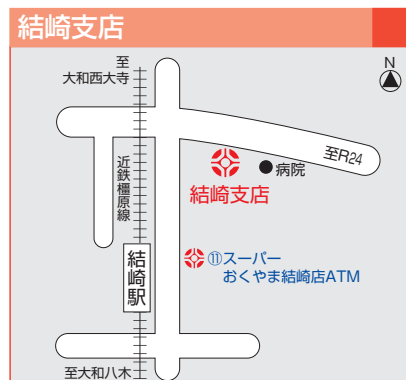 結崎支店
至
大和西大寺
N
至R24
病院
結崎支店
近鉄橿原線
結崎駅
⑪スーパー
おくやま結崎店ATM
至大和八木